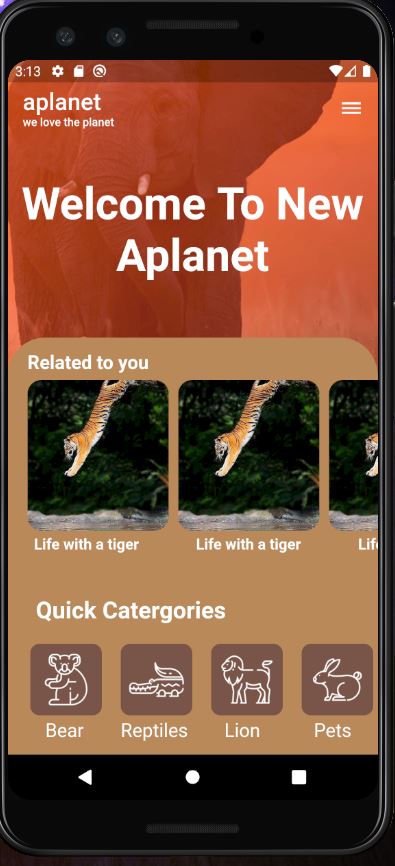 3:13
aplanet
we love the planet
Welcome To New
Aplanet
Related to you
Life with a tiger
Life with a tiger
Life
Quick Catergories
Bear
Reptiles
Lion
Pets